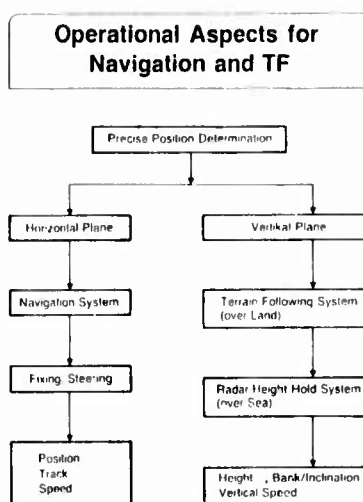 Operational Aspects for
Navigation and TF
Precise Position Determination
Horizontal Plane
Vertikal Plane
Navigation System
Terrain Following System
(over Land)
Fixing, Steering
Radar Height Hold System
(over Sea)
Position
Track
Speed
Height , Bank/Inclination
Vertical Speed